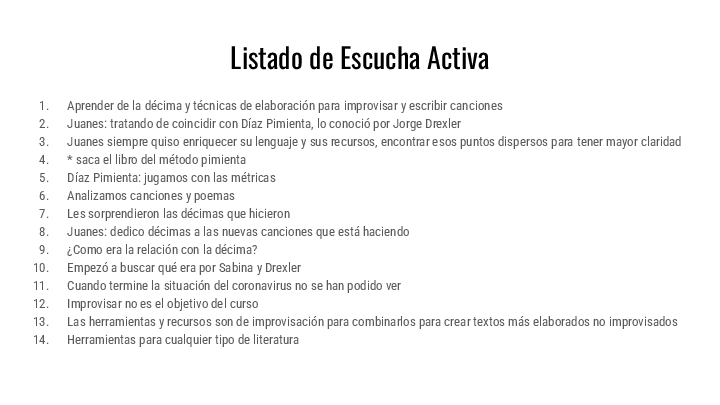 Listado de Escucha Activa
1. Aprender de la décima y técnicas de elaboración para improvisar y escribir canciones
2. Juanes: tratando de coincidir con Díaz Pimienta, lo conoció por Jorge Drexler
3. Juanes siempre quiso enriquecer su lenguaje y sus recursos, encontrar esos puntos dispersos para tener mayor claridad
4. * saca el libro del método pimienta
5. Díaz Pimienta: jugamos con las métricas
6. Analizamos canciones y poemas
7. Les sorprendieron las décimas que hicieron
8. Juanes: dedico décimas a las nuevas canciones que está haciendo
9. ¿Como era la relación con la décima?
10. Empezó a buscar qué era por Sabina y Drexler
11. Cuando termine la situación del coronavirus no se han podido ver
12. Improvisar no es el objetivo del curso
13. Las herramientas y recursos son de improvisación para combinarlos para crear textos más elaborados no improvisados
14. Herramientas para cualquier tipo de literatura